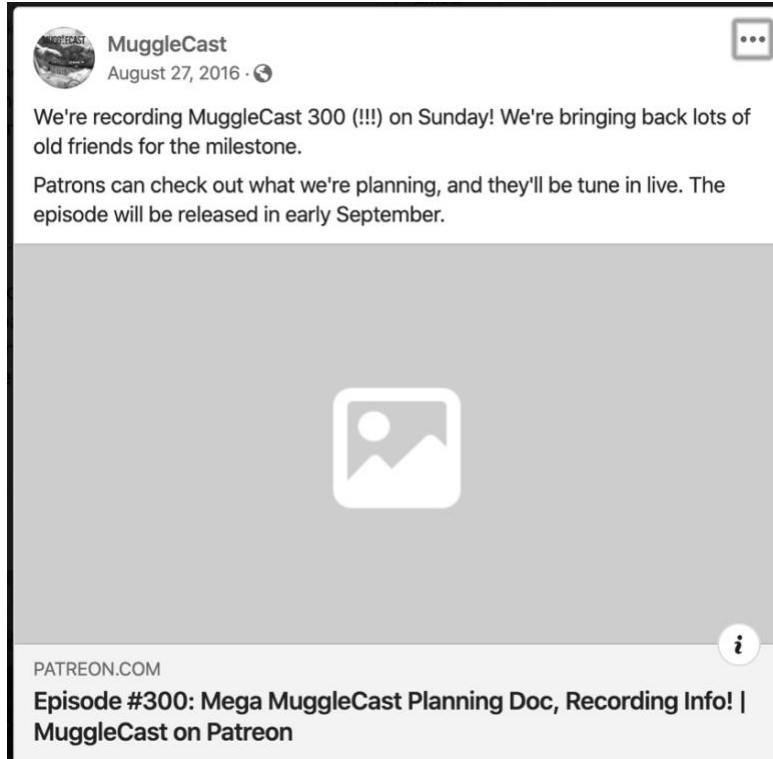 MUGGLECAST
MuggleCast
August 27, 2016 ·
We're recording MuggleCast 300 (!!!) on Sunday! We're bringing back lots of
old friends for the milestone.
Patrons can check out what we're planning, and they'll be tune in live. The
episode will be released in early September.
PATREON.COM
Episode #300: Mega MuggleCast Planning Doc, Recording Info! |
MuggleCast on Patreon